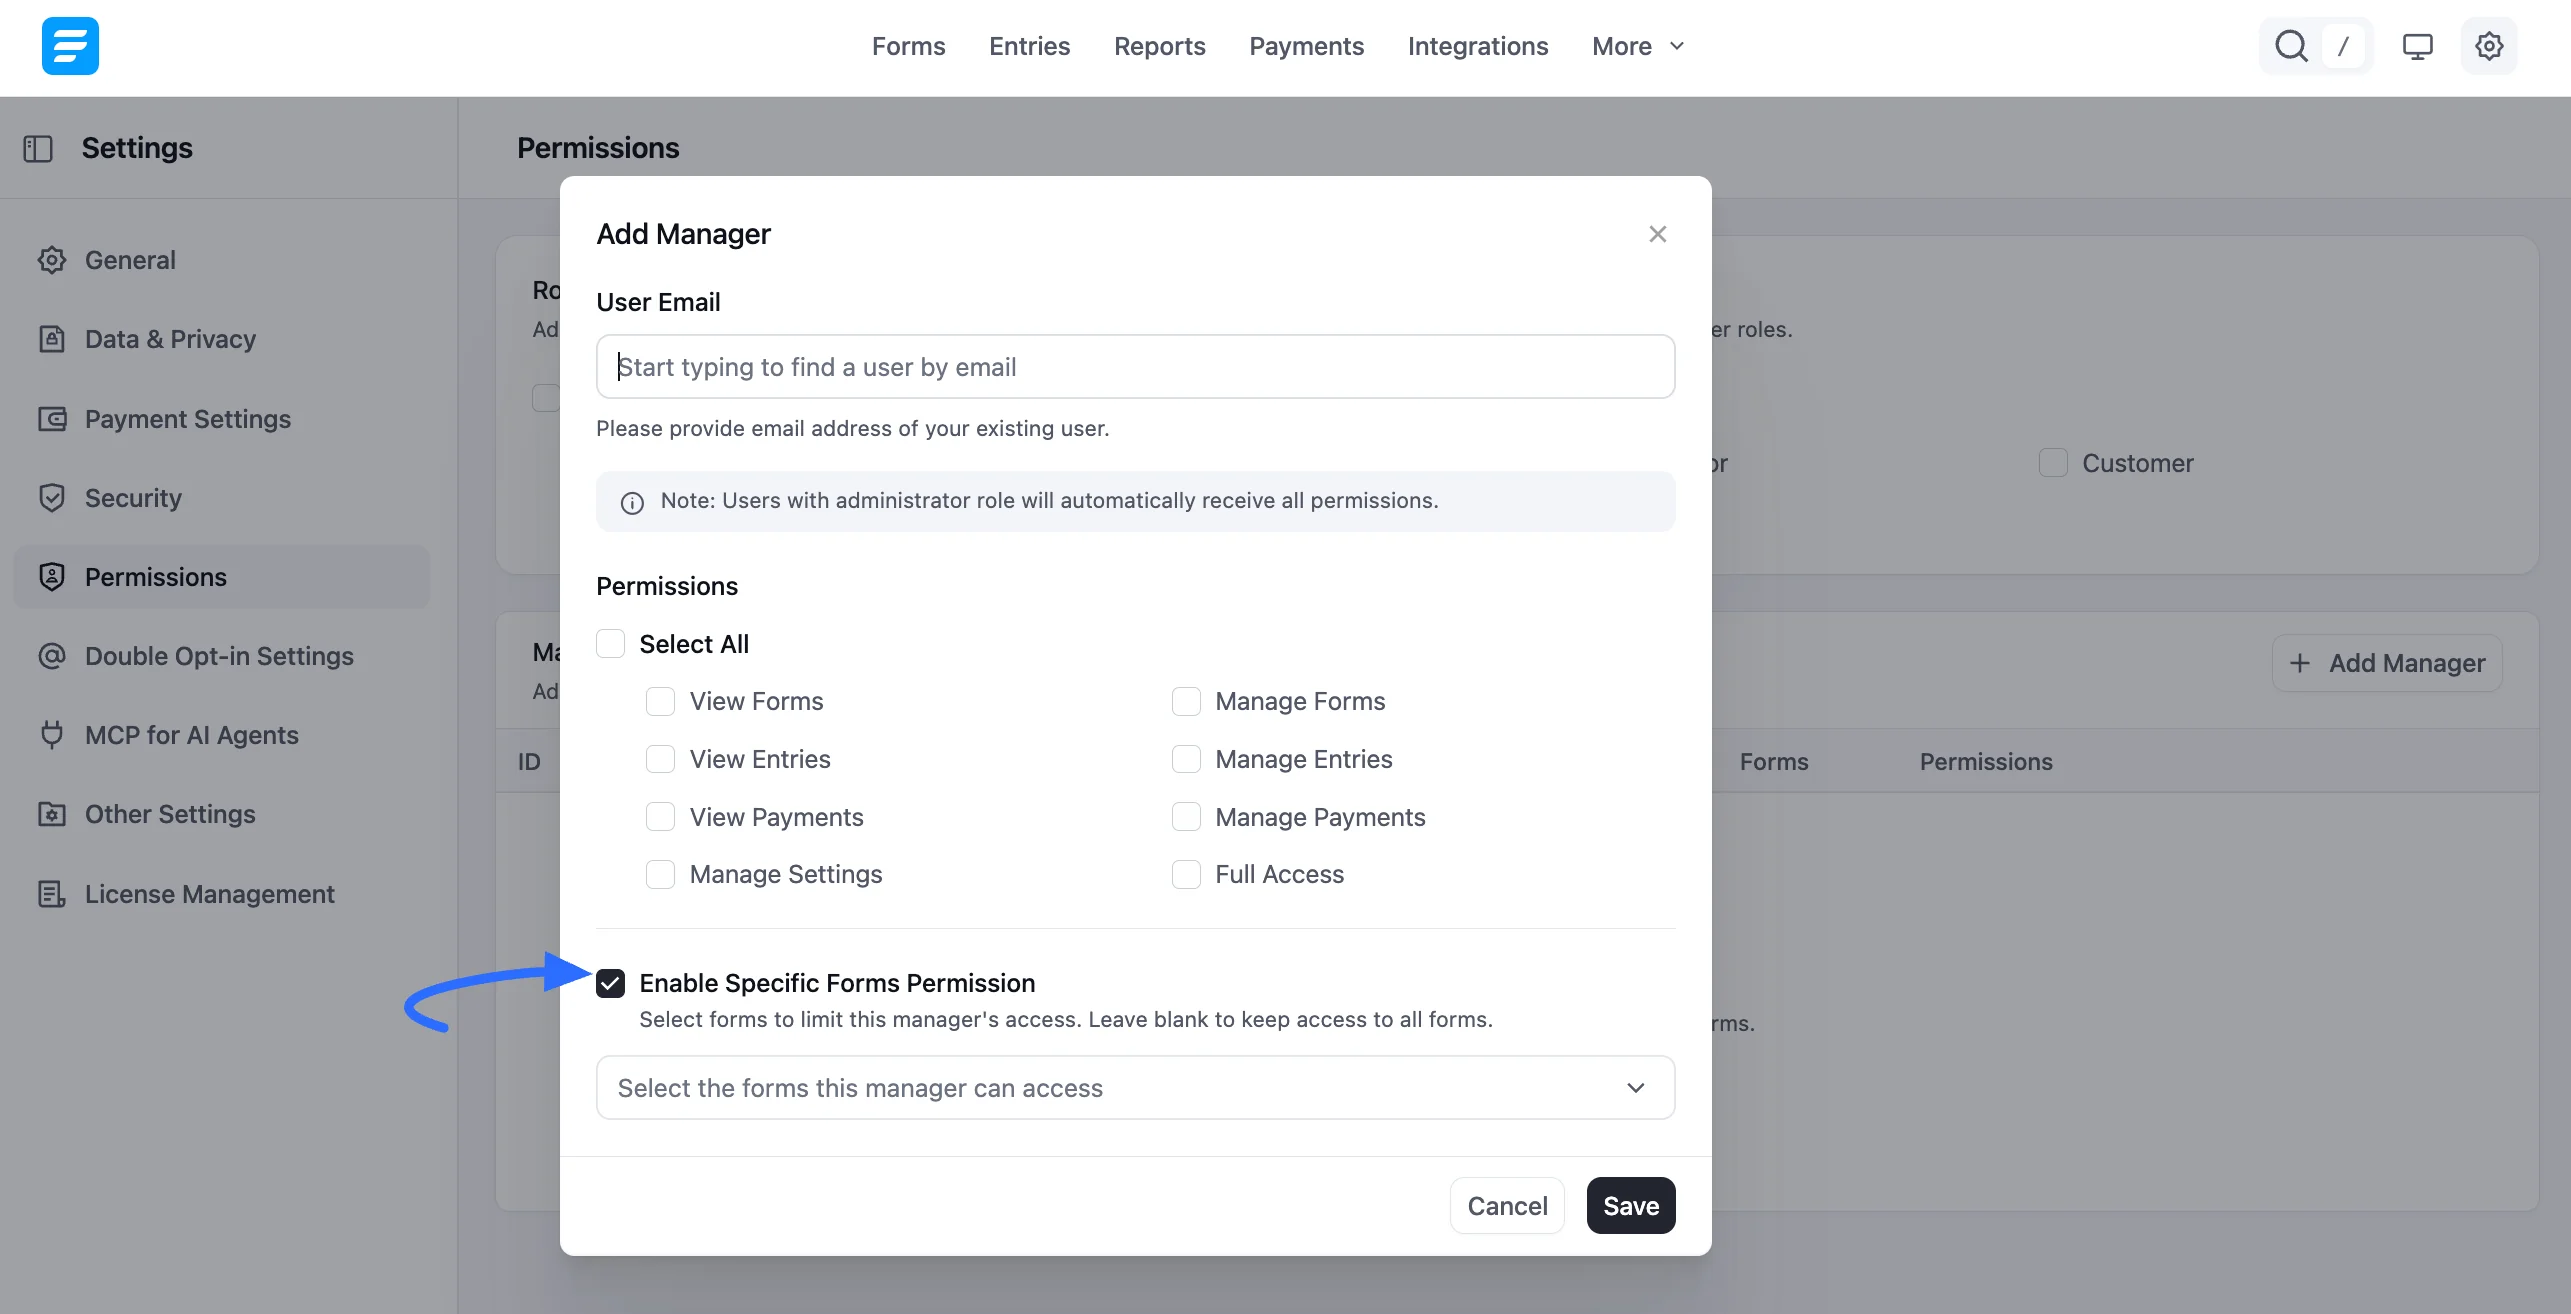 Forms Entries Reports Payments Integrations More /
Settings
Permissions
General
Data & Privacy
Payment Settings
Security
Permissions
Double Opt-in Settings
MCP for AI Agents
Other Settings
License Management
Ro
Ad
er roles.
or
Customer
Ma
Ad
Add Manager
ID
Forms
Permissions
rms.
Add Manager
User Email
Start typing to find a user by email
Please provide email address of your existing user.
Note: Users with administrator role will automatically receive all permissions.
Permissions
Select All
View Forms
Manage Forms
View Entries
Manage Entries
View Payments
Manage Payments
Manage Settings
Full Access
Enable Specific Forms Permission
Select forms to limit this manager's access. Leave blank to keep access to all forms.
Select the forms this manager can access
Cancel
Save